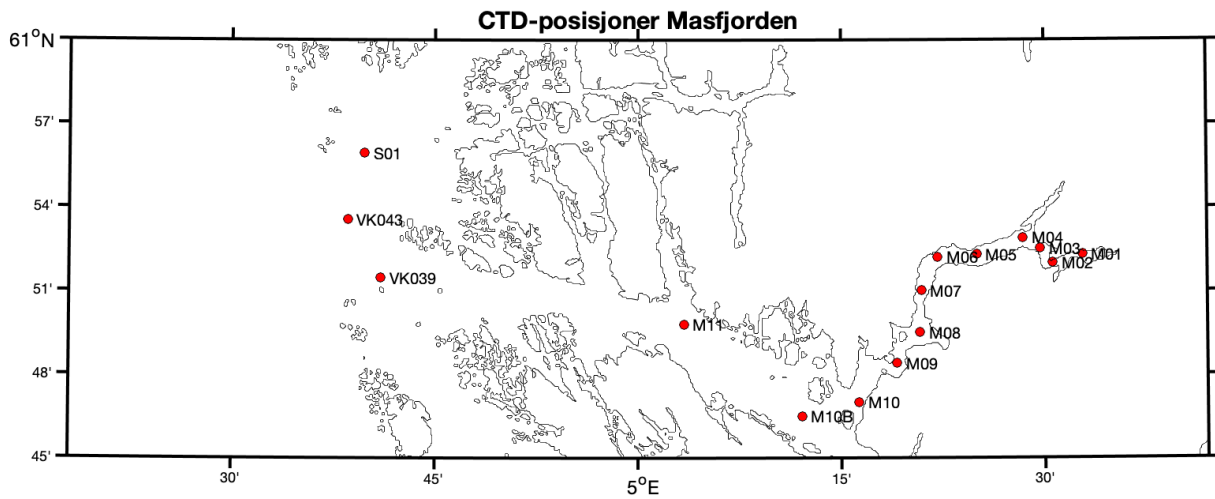 CTD-posisjoner Masfjorden
61°N
57'
S01
54'
VK043
M04
M03
M01
M06
M05
M02
VK039
51'
M07
M11
M08
M09
48'
M10
M10B
45'
30'
45'
5°E
15'
30'